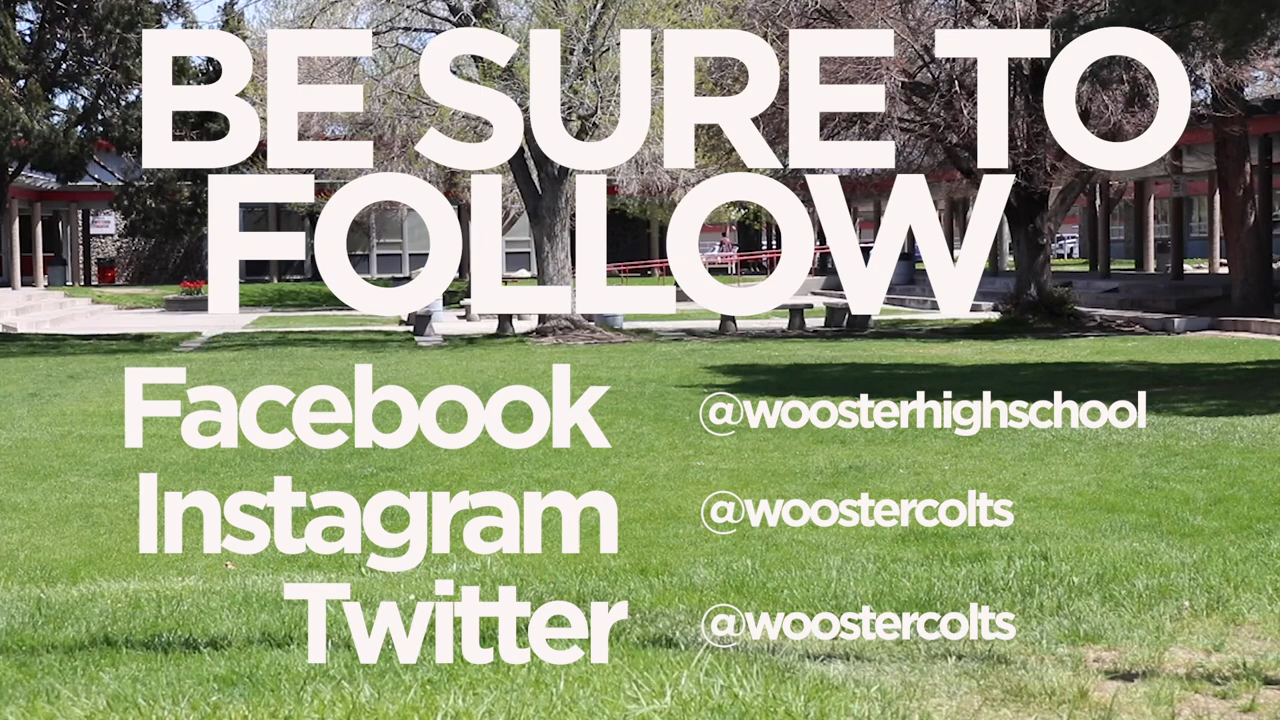 BE SURE TO
FOLLOW
Facebook @woosterhighschool
Instagram @woostercolts
Twitter @woostercolts